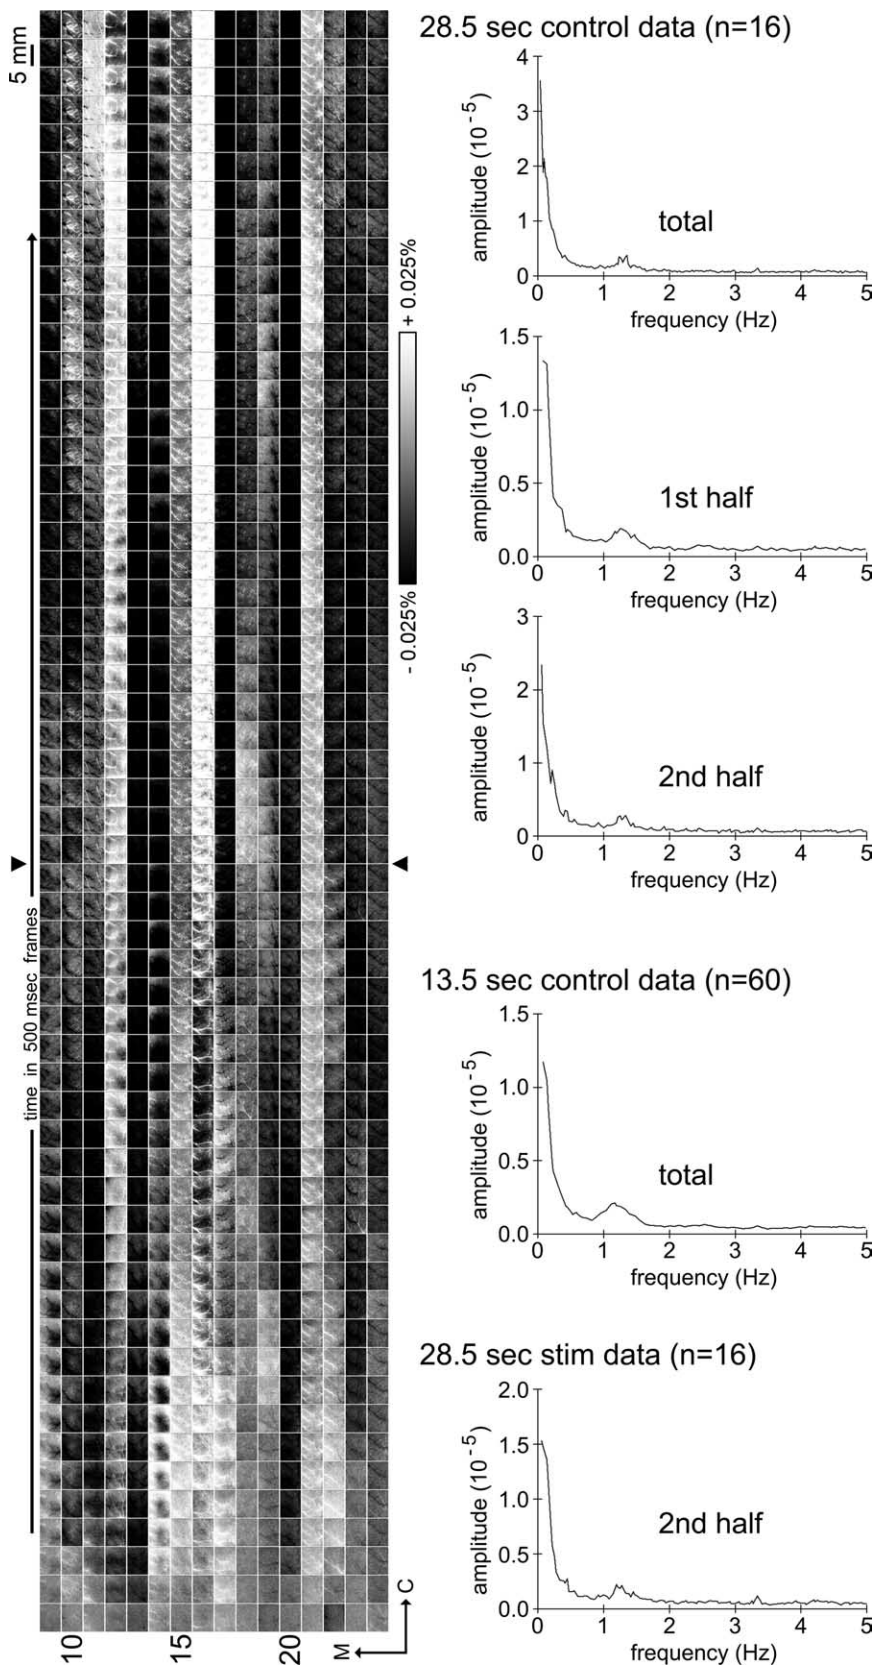 5 mm
time in 500 msec frames
- 0.025%
+ 0.025%
10
15
20
M
C
28.5 sec control data (n=16)
amplitude (10⁻⁵)
4
3
2
1
0
total
0 1 2 3 4 5
frequency (Hz)
amplitude (10⁻⁵)
1.5
1.0
0.5
0.0
1st half
0 1 2 3 4 5
frequency (Hz)
amplitude (10⁻⁵)
3
2
1
0
2nd half
0 1 2 3 4 5
frequency (Hz)
13.5 sec control data (n=60)
amplitude (10⁻⁵)
1.5
1.0
0.5
0.0
total
0 1 2 3 4 5
frequency (Hz)
28.5 sec stim data (n=16)
amplitude (10⁻⁵)
2.0
1.5
1.0
0.5
0.0
2nd half
0 1 2 3 4 5
frequency (Hz)